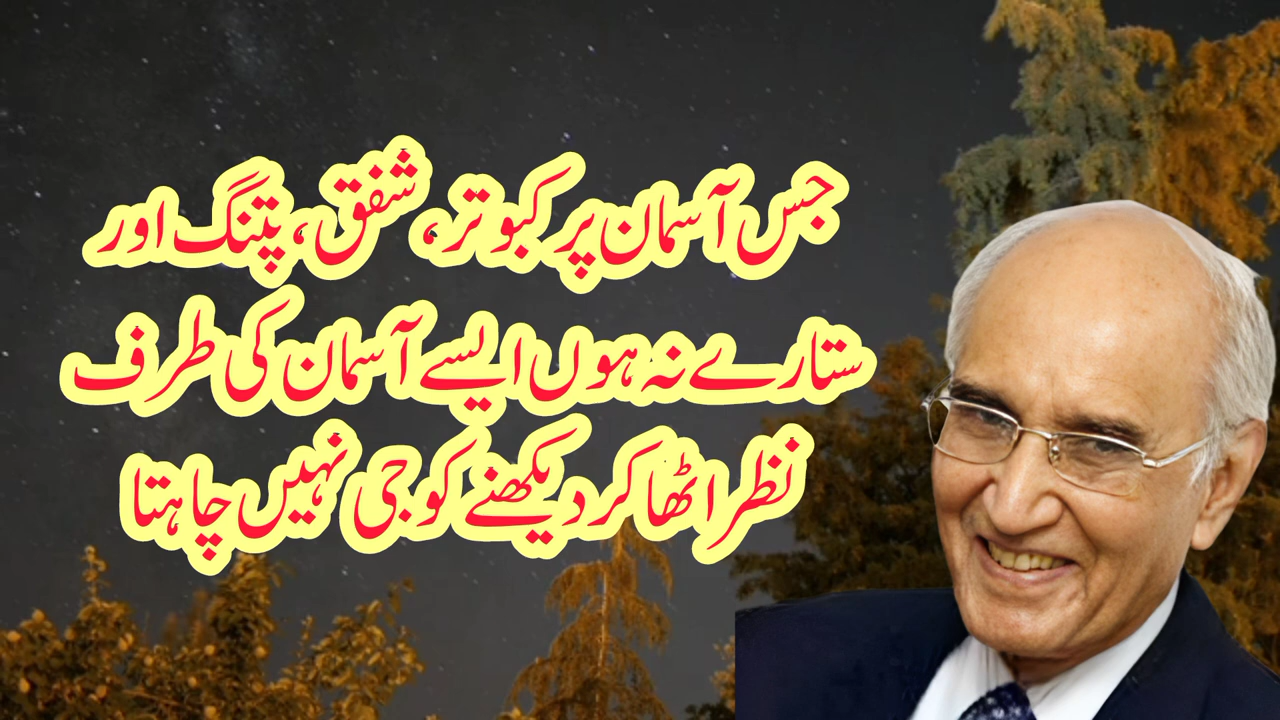 جس آسمان پر کبوتر، شفق، پتنگ اور
ستارے نہ ہوں ایسے آسمان کی طرف
نظر اٹھا کر دیکھنے کو جی نہیں چاہتا